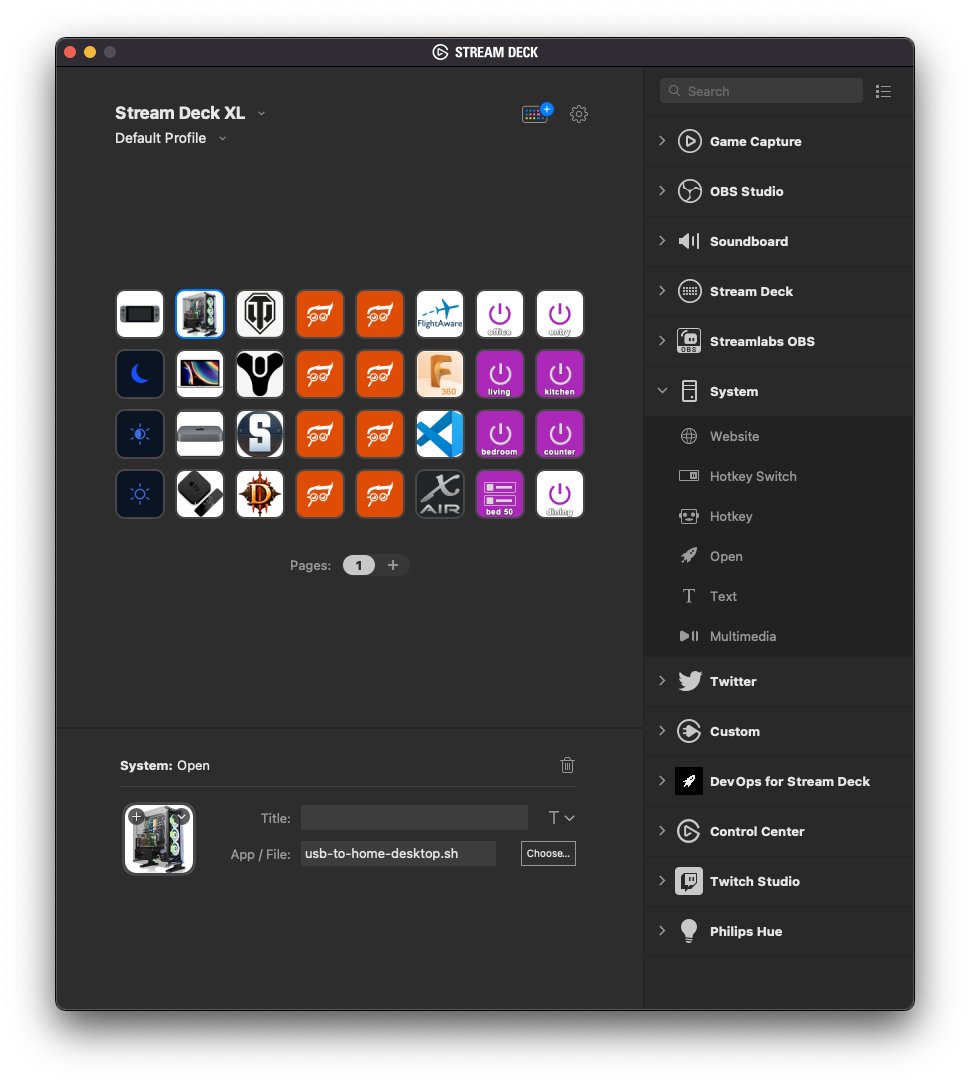 STREAM DECK
Stream Deck XL
Default Profile
FlightAware
office
entry
360
living
kitchen
S
bedroom
counter
D
X
AIR
bed 50
dining
Pages: 1 +
System: Open
Title: T
App / File: usb-to-home-desktop.sh Choose...
Search
Game Capture
OBS Studio
Soundboard
Stream Deck
OBS
Streamlabs OBS
System
Website
Hotkey Switch
Hotkey
Open
T Text
Multimedia
Twitter
Custom
DevOps for Stream Deck
Control Center
Twitch Studio
Philips Hue